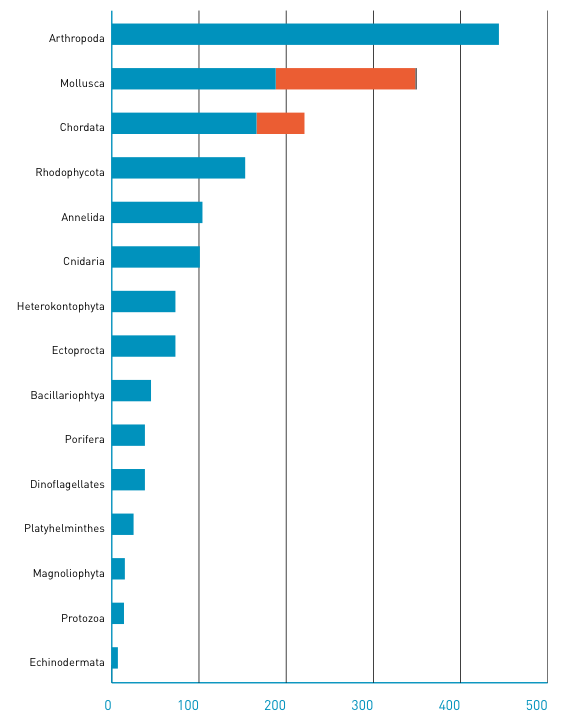 Arthropoda
Mollusca
Chordata
Rhodophycota
Annelida
Cnidaria
Heterokontophyta
Ectoprocta
Bacillariophtya
Porifera
Dinoflagellates
Platyhelminthes
Magnoliophyta
Protozoa
Echinodermata
0 100 200 300 400 500